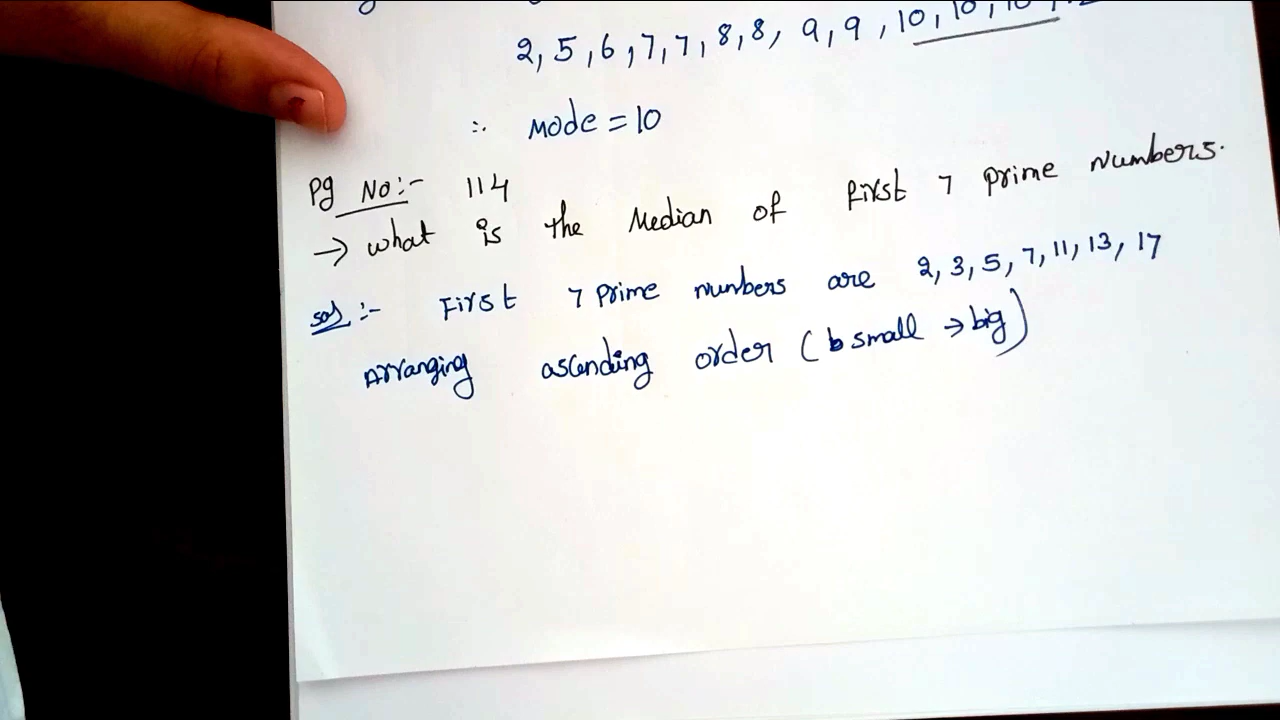 2, 5, 6, 7, 7, 8, 8, 9, 9, 10, 10, 10,
∴ Mode = 10
Pg No:- 114
→ what is the Median of first 7 prime numbers.
Sol :- First 7 prime numbers are 2, 3, 5, 7, 11, 13, 17
Arranging ascending order ( small → big)